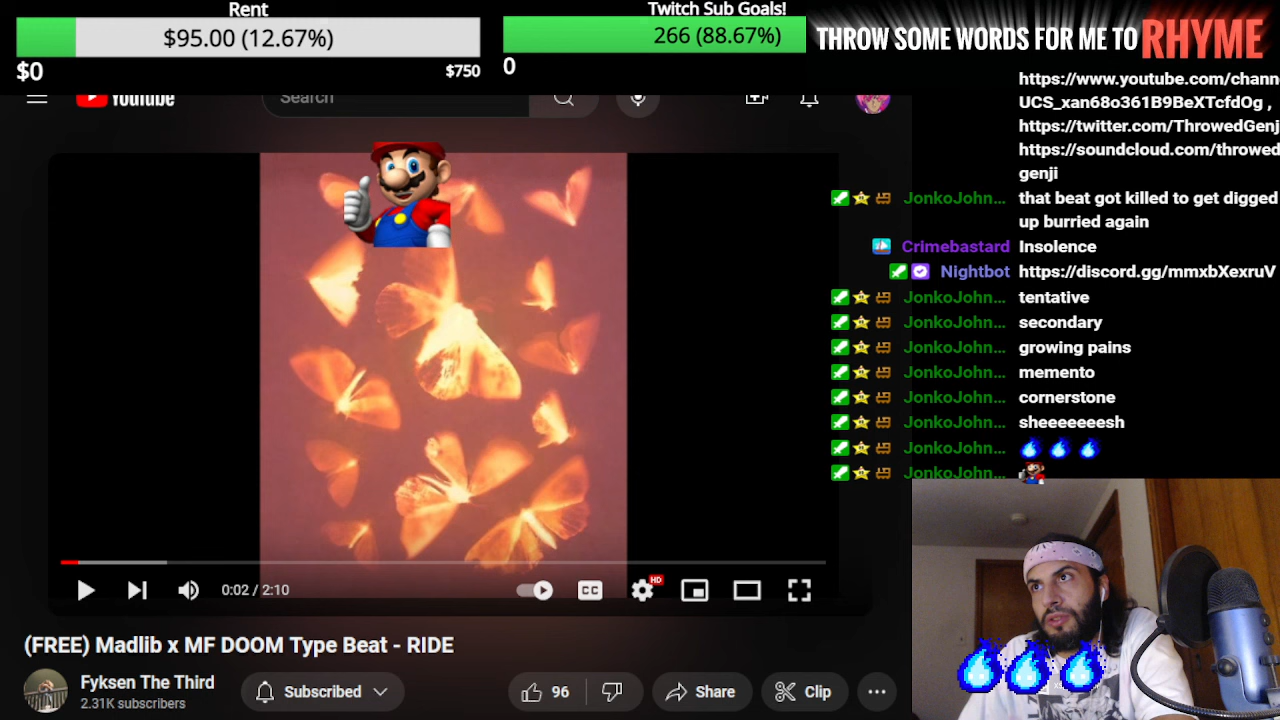 Rent
$95.00 (12.67%)
$0
$750
Twitch Sub Goals!
266 (88.67%)
0
THROW SOME WORDS FOR ME TO RHYME
YouTube
Search
https://www.youtube.com/chann
UCS_xan68o361B9BeXTcfdOg ,
https://twitter.com/ThrowedGenj
https://soundcloud.com/throwed
genji
JonkoJohn... that beat got killed to get digged
up burried again
Crimebastard Insolence
Nightbot https://discord.gg/mmxbXexruV
JonkoJohn... tentative
JonkoJohn... secondary
JonkoJohn... growing pains
JonkoJohn... memento
JonkoJohn... cornerstone
JonkoJohn... sheeeeeeesh
JonkoJohn...
JonkoJohn...
0:02 / 2:10
CC
HD
(FREE) Madlib x MF DOOM Type Beat - RIDE
Fyksen The Third
2.31K subscribers
Subscribed
96
Share
Clip